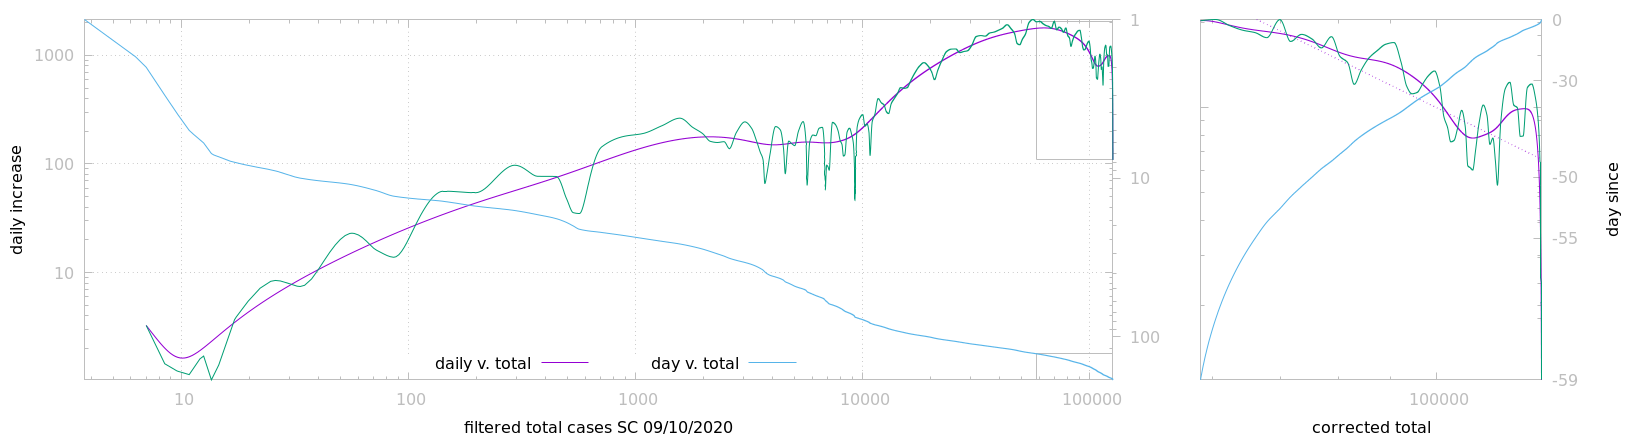 1000
100
10
daily increase
10
100
1000
10000
100000
filtered total cases SC 09/10/2020
daily v. total
day v. total
1
10
100
100000
corrected total
0
-30
-50
-55
-59
day since